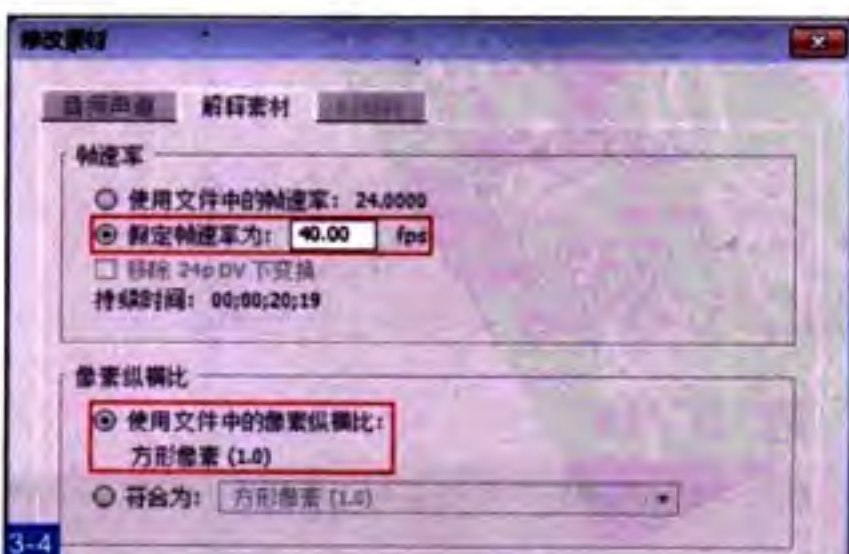 修改素材
音频声道 解释素材
帧速率
使用文件中的帧速率: 24.0000
假定帧速率为: 40.00 fps
移除 24p DV 下变换
持续时间: 00;00;20;19
像素纵横比
使用文件中的像素纵横比:
方形像素 (1.0)
符合为: 方形像素 (1.0)
3-4